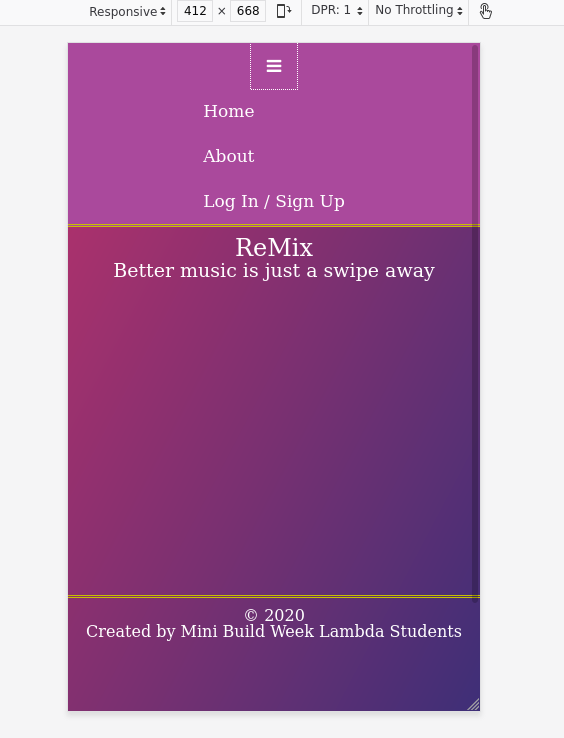 Responsive 412 × 668 DPR: 1 No Throttling
Home
About
Log In / Sign Up
ReMix
Better music is just a swipe away
© 2020
Created by Mini Build Week Lambda Students